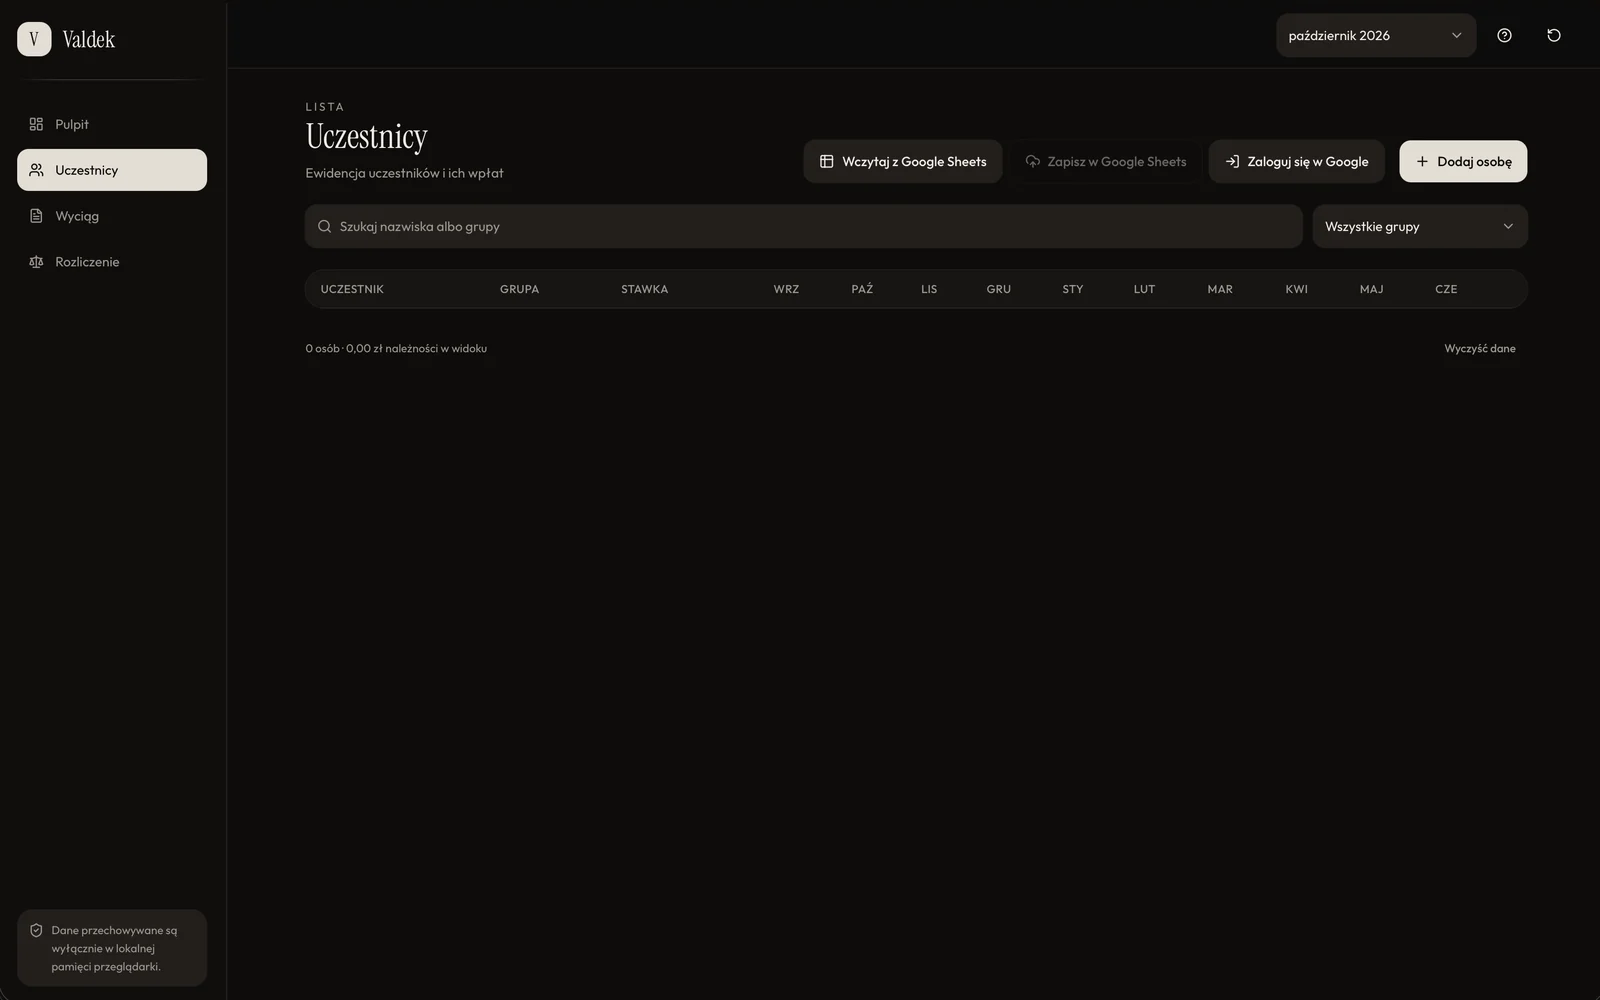 V Valdek
październik 2026
Pulpit
Uczestnicy
Wyciąg
Rozliczenie
LISTA
Uczestnicy
Ewidencja uczestników i ich wpłat
Wczytaj z Google Sheets
Zapisz w Google Sheets
Zaloguj się w Google
Dodaj osobę
Szukaj nazwiska albo grupy
Wszystkie grupy
UCZESTNIK GRUPA STAWKA WRZ PAŹ LIS GRU STY LUT MAR KWI MAJ CZE
0 osób · 0,00 zł należności w widoku
Wyczyść dane
Dane przechowywane są
wyłącznie w lokalnej
pamięci przeglądarki.